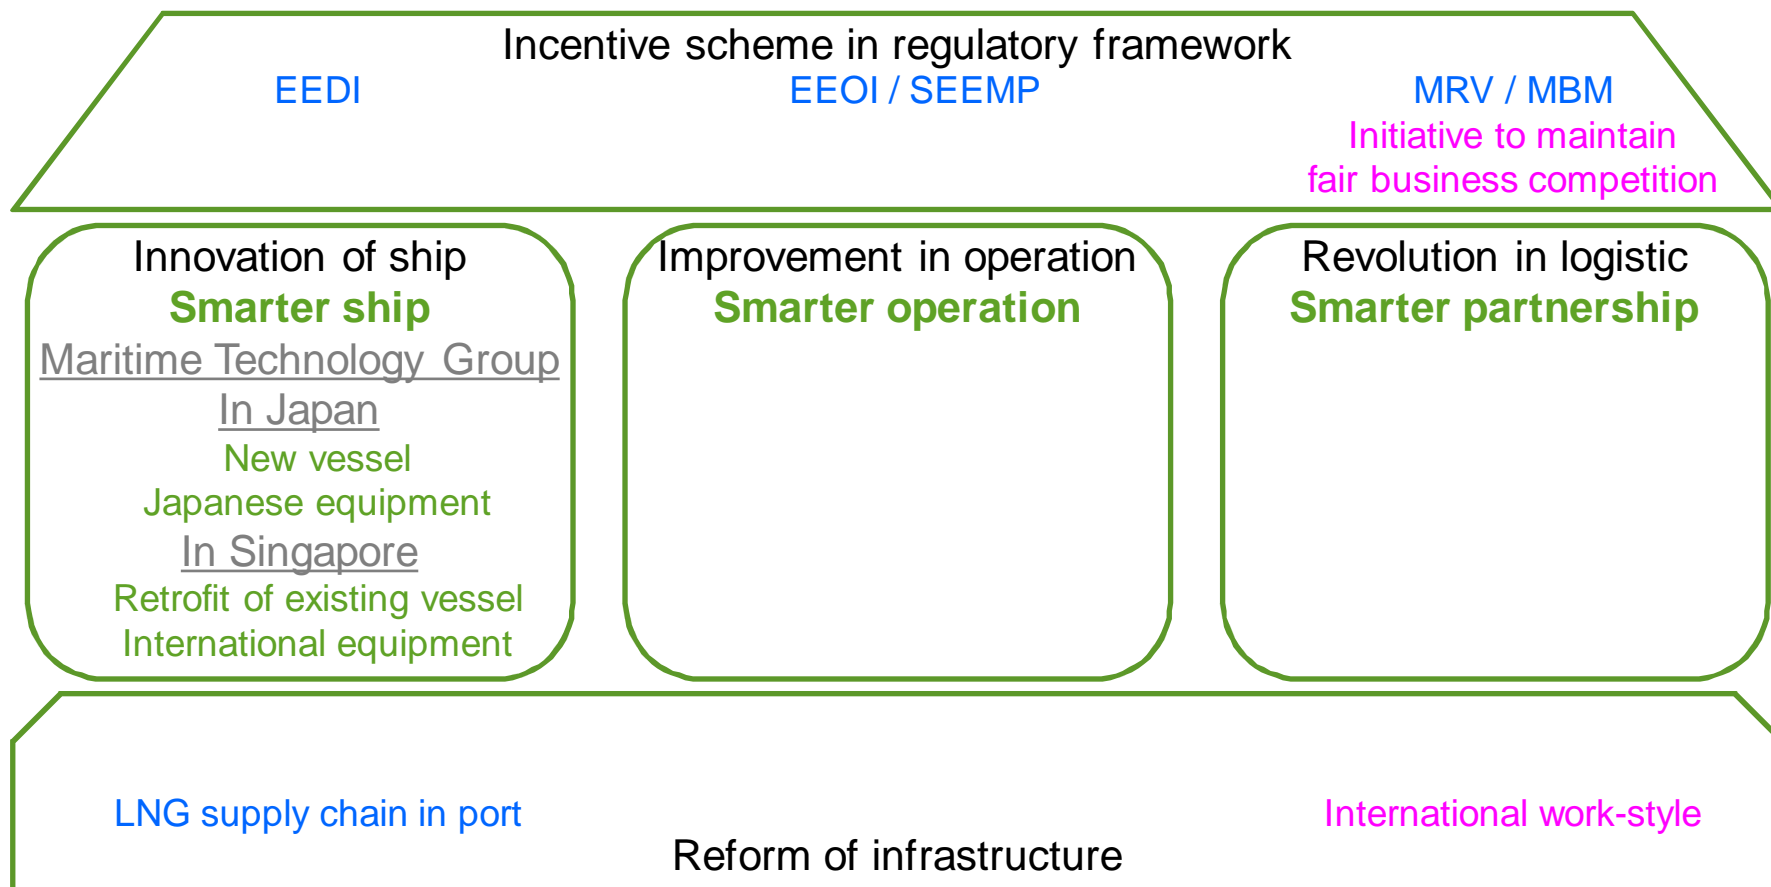 Incentive scheme in regulatory framework
EEDI
EEOI / SEEMP
MRV / MBM
Initiative to maintain
fair business competition
Innovation of ship
Smarter ship
Maritime Technology Group
In Japan
New vessel
Japanese equipment
In Singapore
Retrofit of existing vessel
International equipment
Improvement in operation
Smarter operation
Revolution in logistic
Smarter partnership
LNG supply chain in port
International work-style
Reform of infrastructure